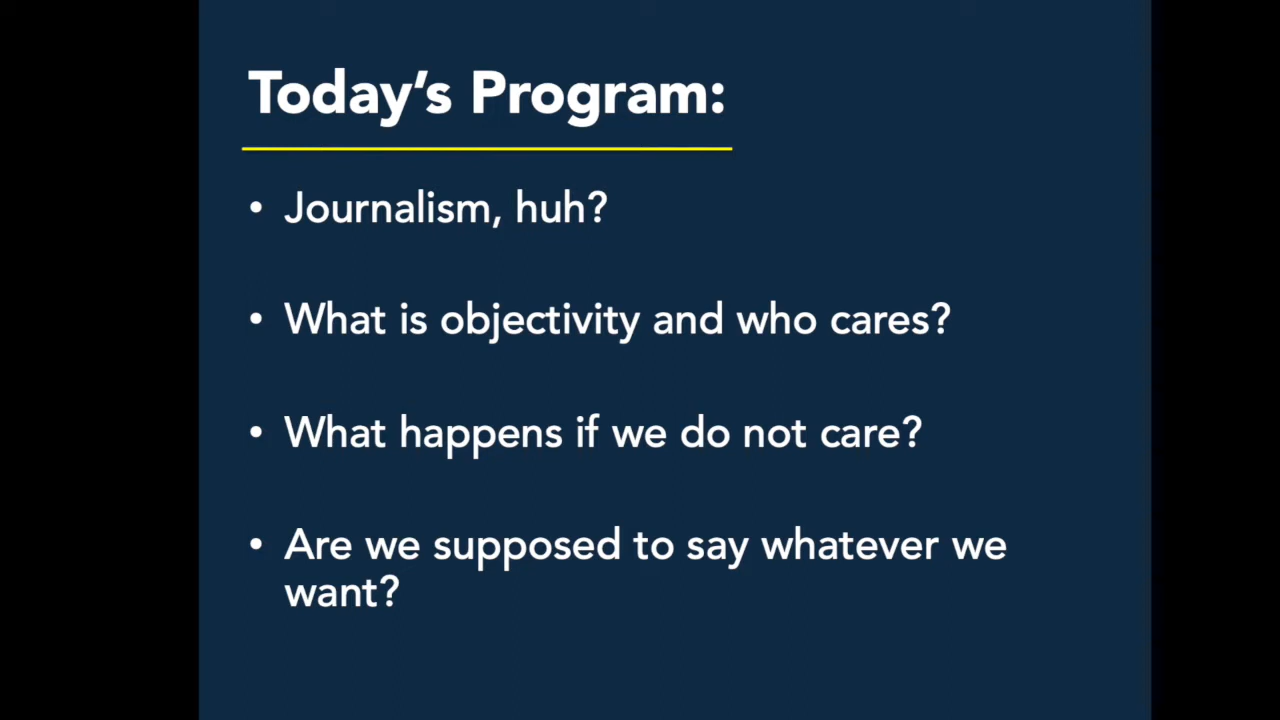 Today’s Program:
• Journalism, huh?
• What is objectivity and who cares?
• What happens if we do not care?
• Are we supposed to say whatever we
want?